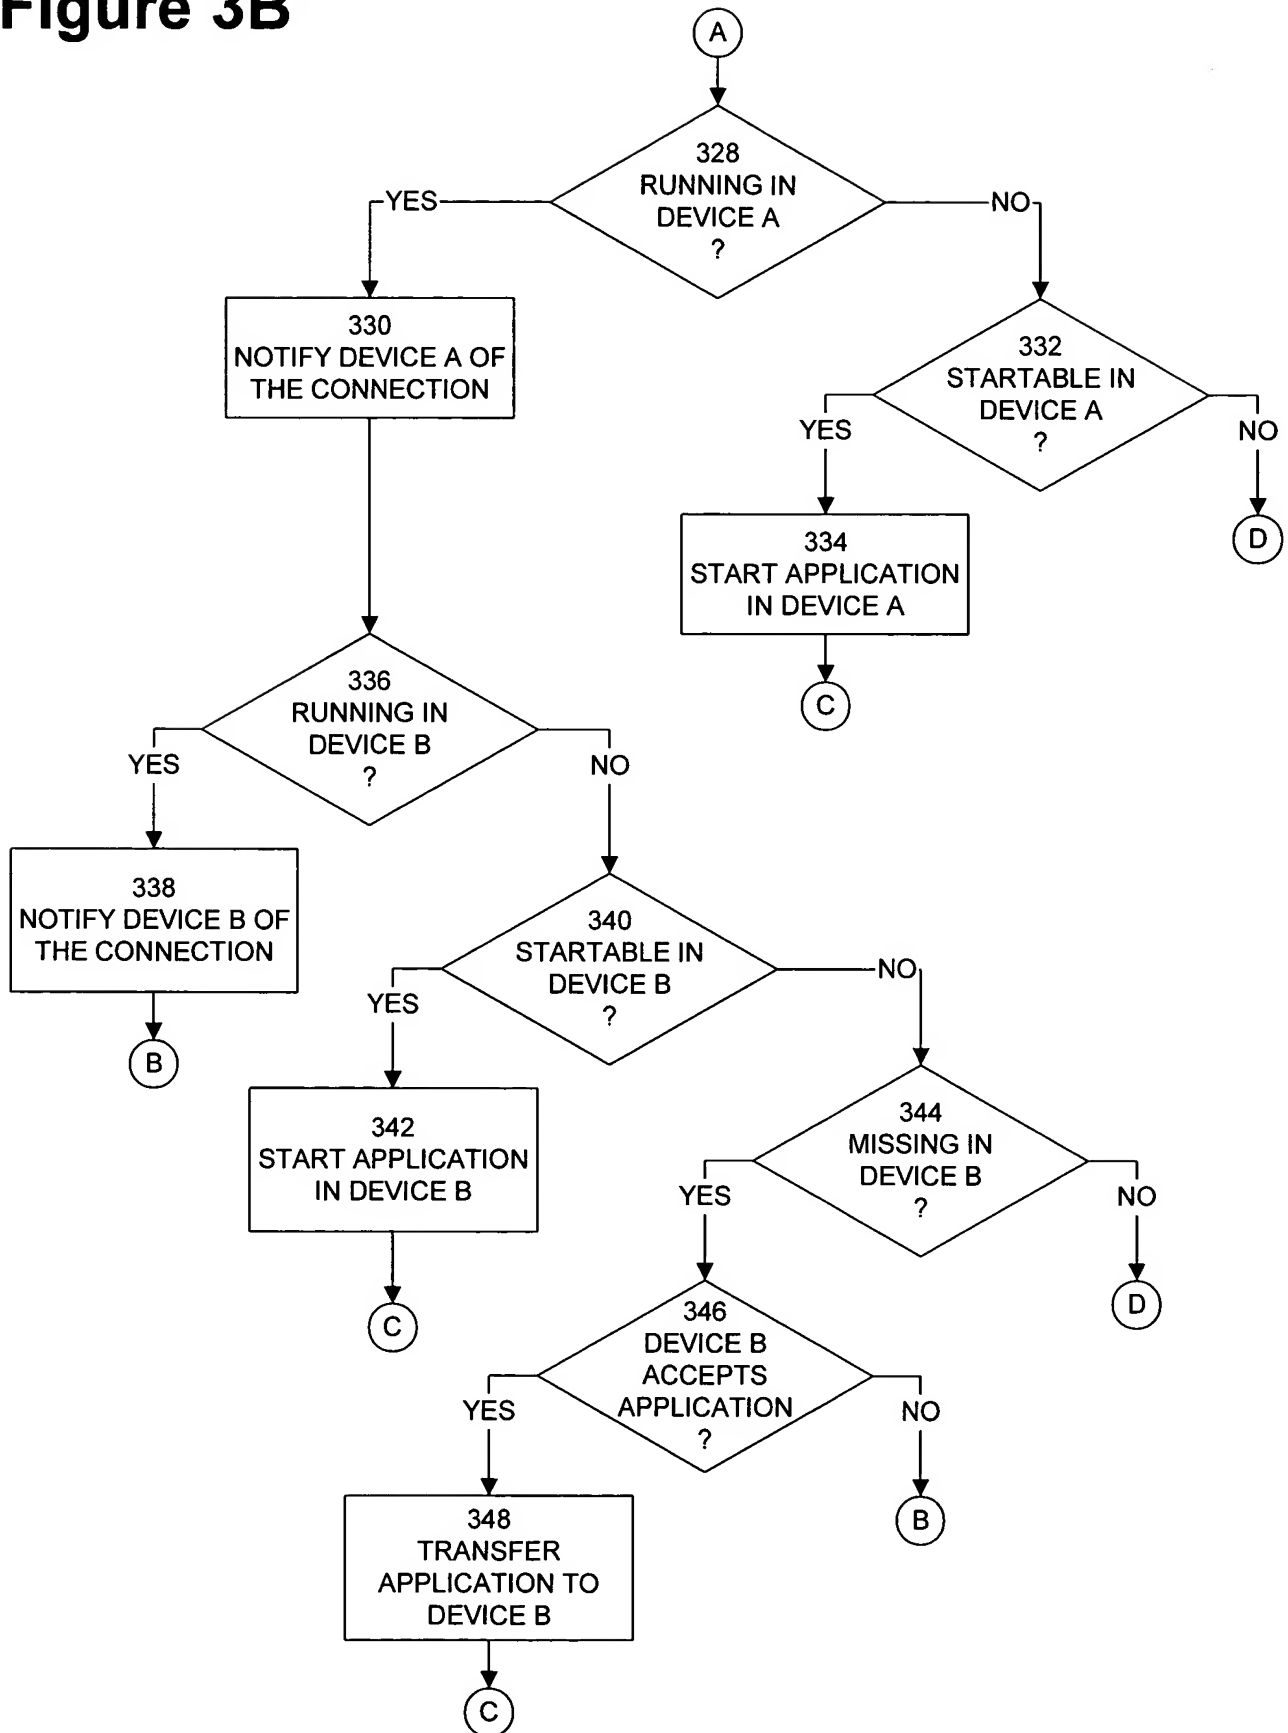 Figure 3B
A
328
RUNNING IN
DEVICE A
?
YES
NO
330
NOTIFY DEVICE A OF
THE CONNECTION
332
STARTABLE IN
DEVICE A
?
YES
NO
D
334
START APPLICATION
IN DEVICE A
C
336
RUNNING IN
DEVICE B
?
YES
NO
338
NOTIFY DEVICE B OF
THE CONNECTION
B
340
STARTABLE IN
DEVICE B
?
YES
NO
342
START APPLICATION
IN DEVICE B
C
344
MISSING IN
DEVICE B
?
YES
NO
D
346
DEVICE B
ACCEPTS
APPLICATION
?
YES
NO
B
348
TRANSFER
APPLICATION TO
DEVICE B
C